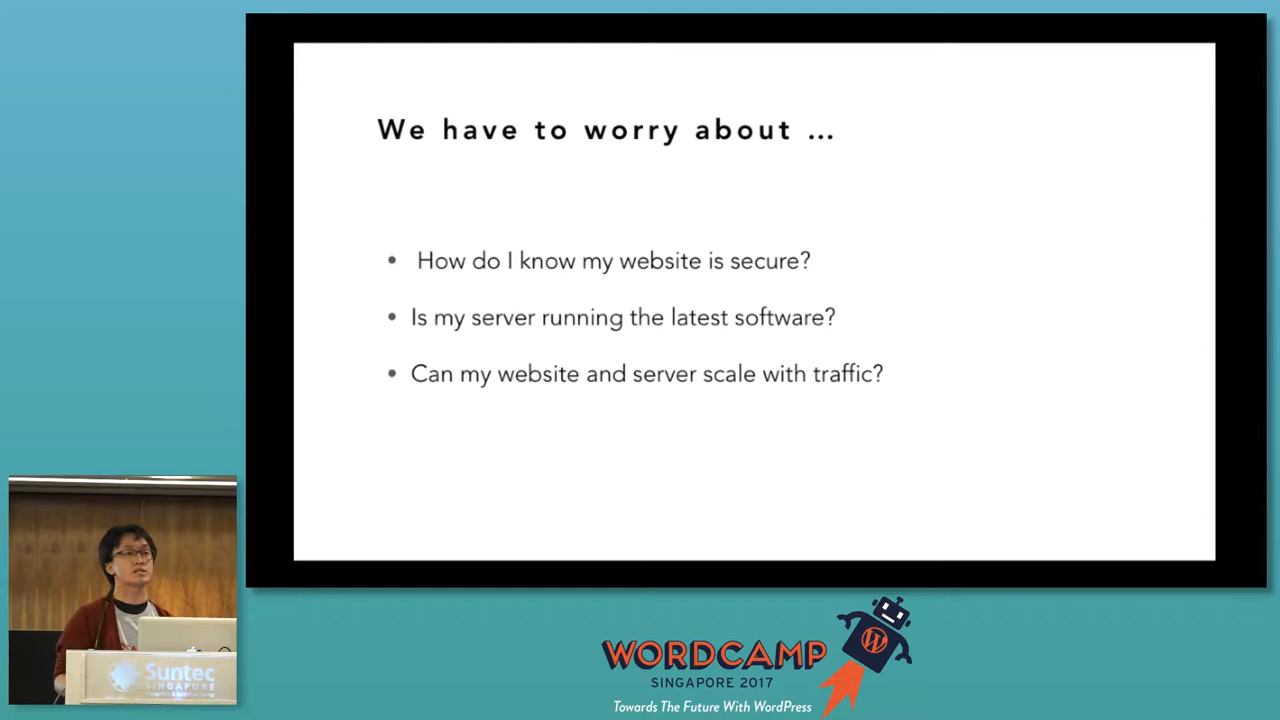 We have to worry about ...
• How do I know my website is secure?
• Is my server running the latest software?
• Can my website and server scale with traffic?
Suntec
SINGAPORE
WORDCAMP
SINGAPORE 2017
Towards The Future With WordPress